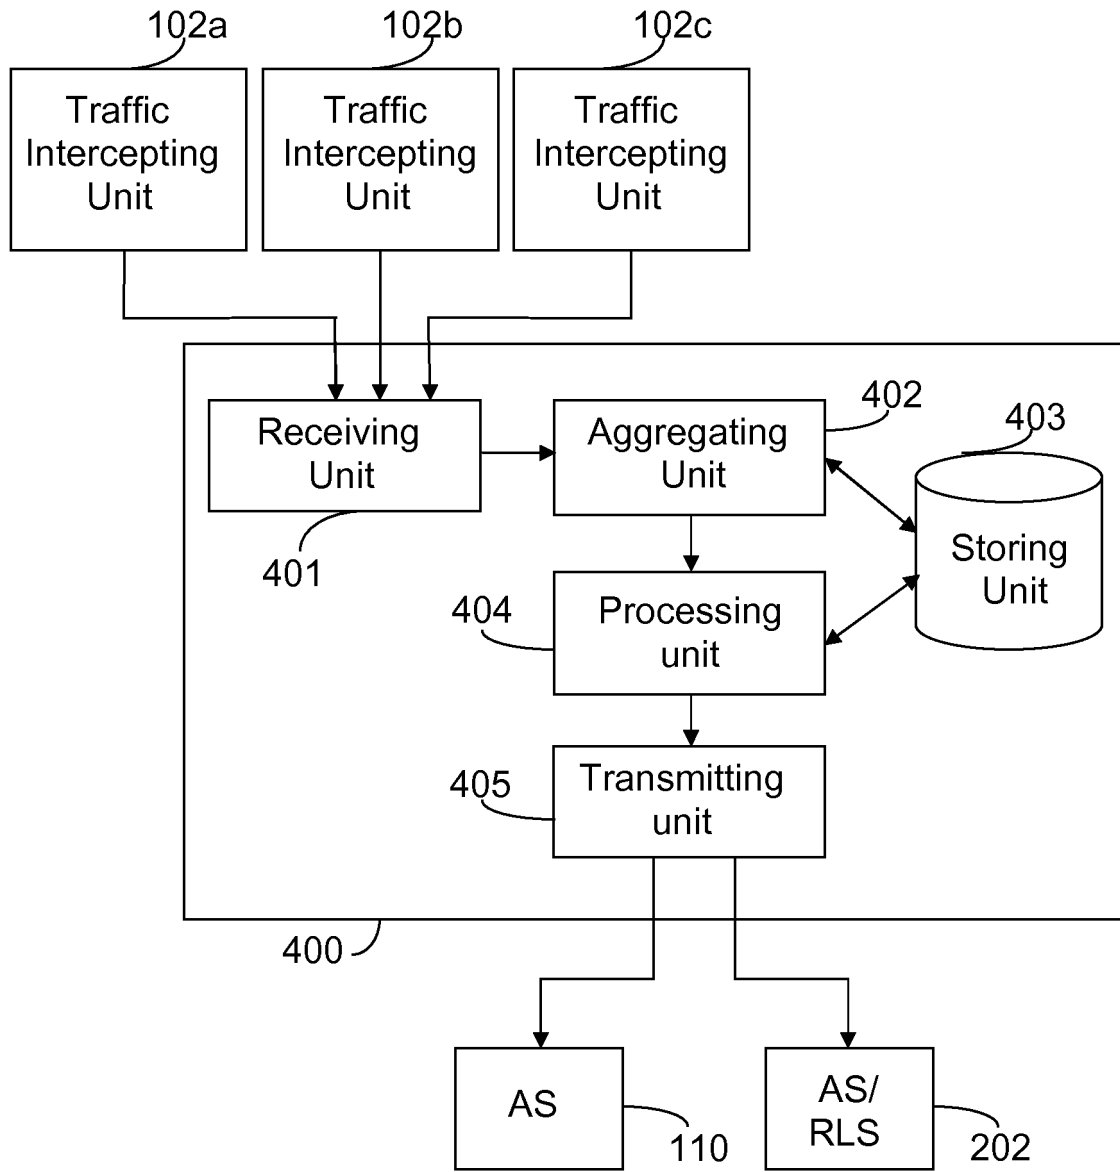 102a
102b
102c
Traffic
Intercepting
Unit
Traffic
Intercepting
Unit
Traffic
Intercepting
Unit
Receiving
Unit
401
Aggregating
Unit
402
403
Storing
Unit
404
Processing
unit
405
Transmitting
unit
400
AS
110
AS/
RLS
202